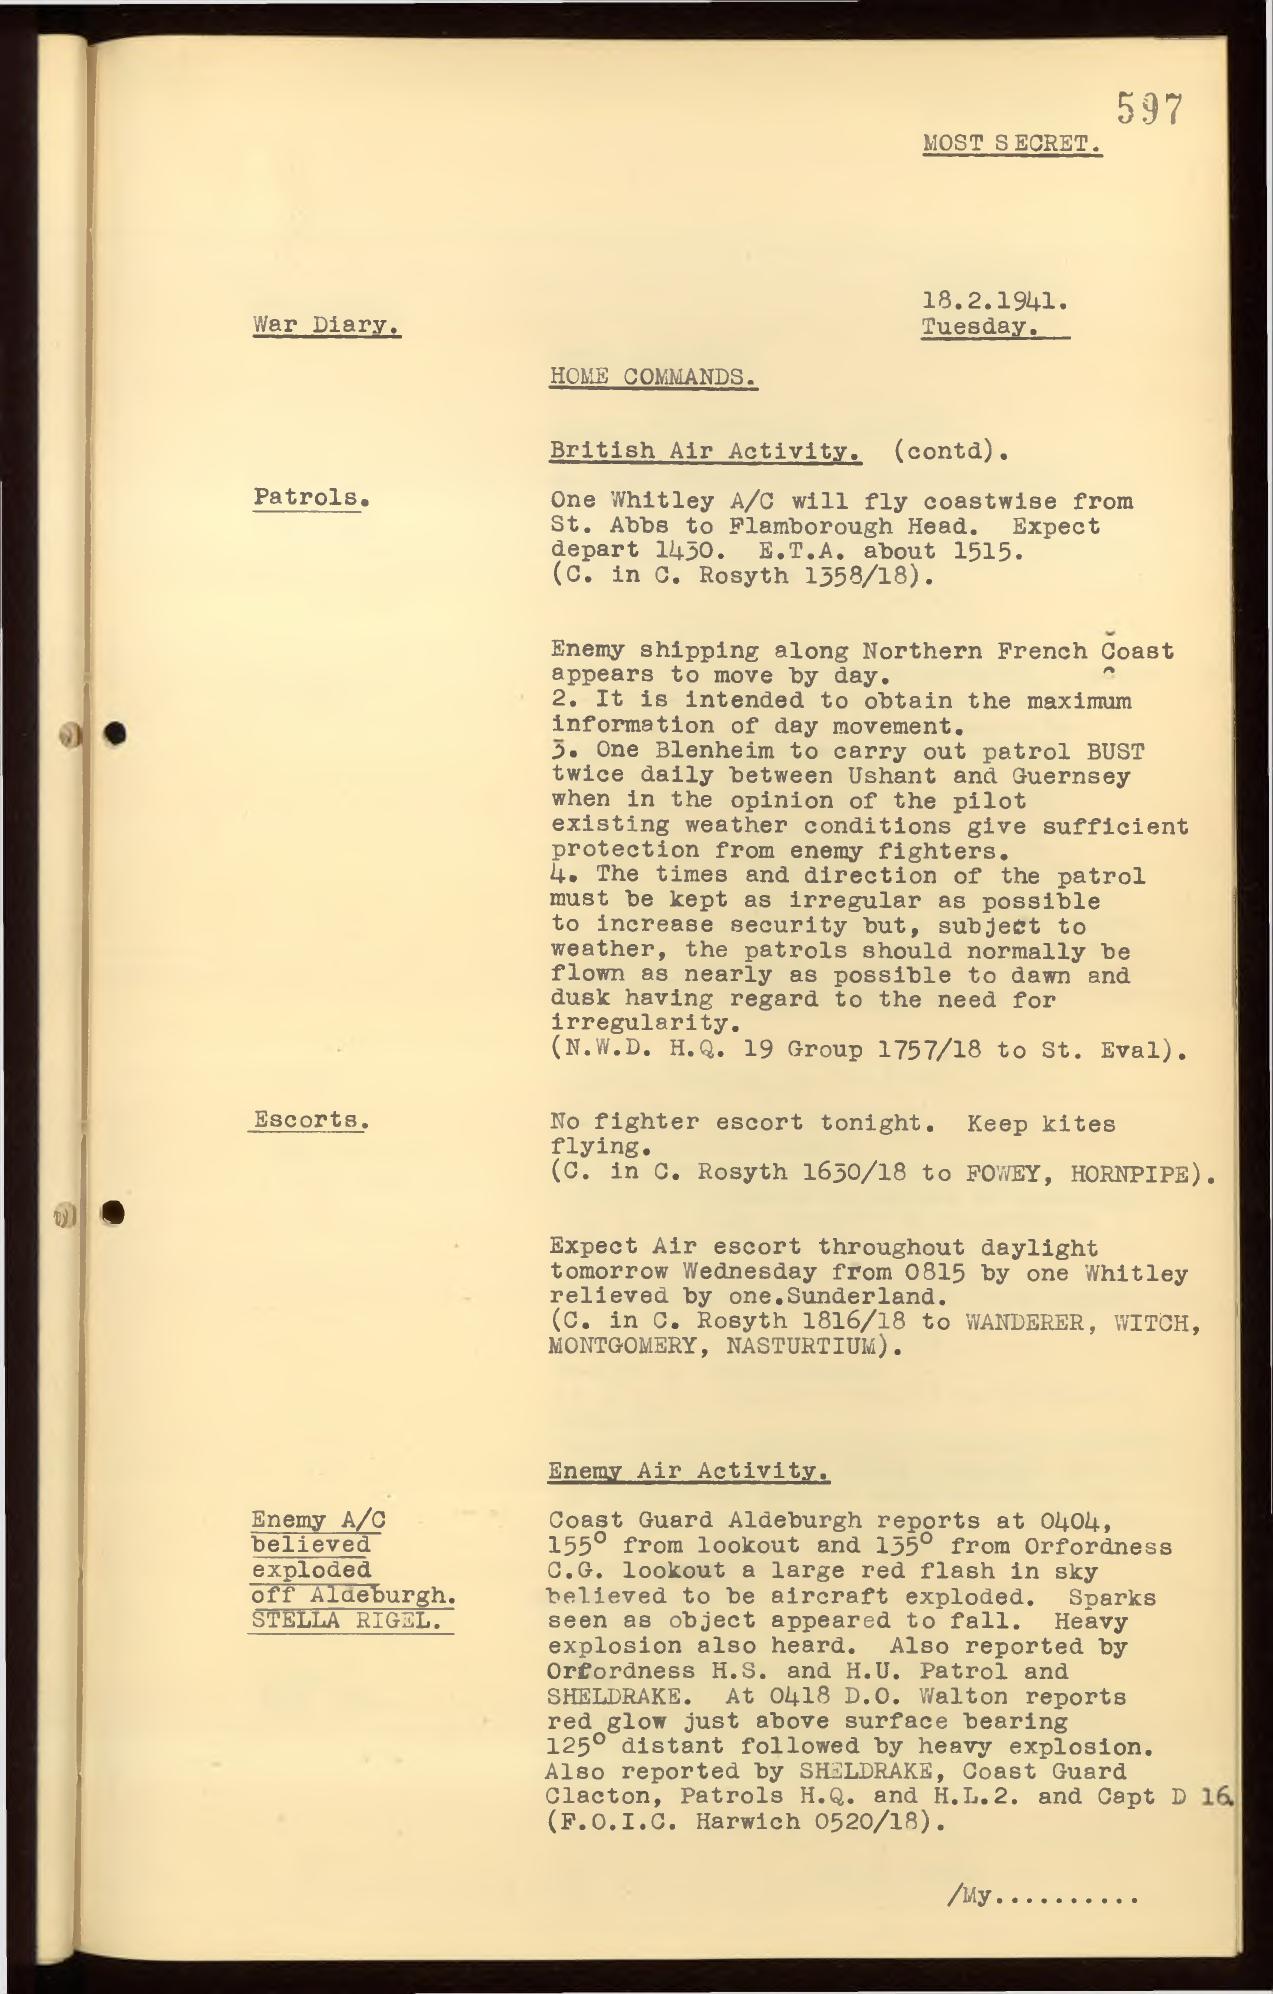 597
MOST SECRET.
18.2.1941.
War Diary.
Tuesday.
HOME COMMANDS.
British Air Activity. (contd).
Patrols.
One Whitley A/C will fly coastwise from
St. Abbs to Flamborough Head. Expect
depart 1430. E.T.A. about 1515.
(C. in C. Rosyth 1358/18).
Enemy shipping along Northern French Coast
appears to move by day.
2. It is intended to obtain the maximum
information of day movement.
3. One Blenheim to carry out patrol BUST
twice daily between Ushant and Guernsey
when in the opinion of the pilot
existing weather conditions give sufficient
protection from enemy fighters.
4. The times and direction of the patrol
must be kept as irregular as possible
to increase security but, subject to
weather, the patrols should normally be
flown as nearly as possible to dawn and
dusk having regard to the need for
irregularity.
(N.W.D. H.Q. 19 Group 1757/18 to St. Eval).
Escorts.
No fighter escort tonight. Keep kites
flying.
(C. in C. Rosyth 1630/18 to FOWEY, HORNPIPE).
Expect Air escort throughout daylight
tomorrow Wednesday from 0815 by one Whitley
relieved by one.Sunderland.
(C. in C. Rosyth 1816/18 to WANDERER, WITCH,
MONTGOMERY, NASTURTIUM).
Enemy Air Activity.
Enemy A/C
believed
exploded
off Aldeburgh.
STELLA RIGEL.
Coast Guard Aldeburgh reports at 0404,
155° from lookout and 135° from Orfordness
C.G. lookout a large red flash in sky
believed to be aircraft exploded. Sparks
seen as object appeared to fall. Heavy
explosion also heard. Also reported by
Orfordness H.S. and H.U. Patrol and
SHELDRAKE. At 0418 D.O. Walton reports
red glow just above surface bearing
125° distant followed by heavy explosion.
Also reported by SHELDRAKE, Coast Guard
Clacton, Patrols H.Q. and H.L.2. and Capt D 16.
(F.O.I.C. Harwich 0520/18).
/My..........